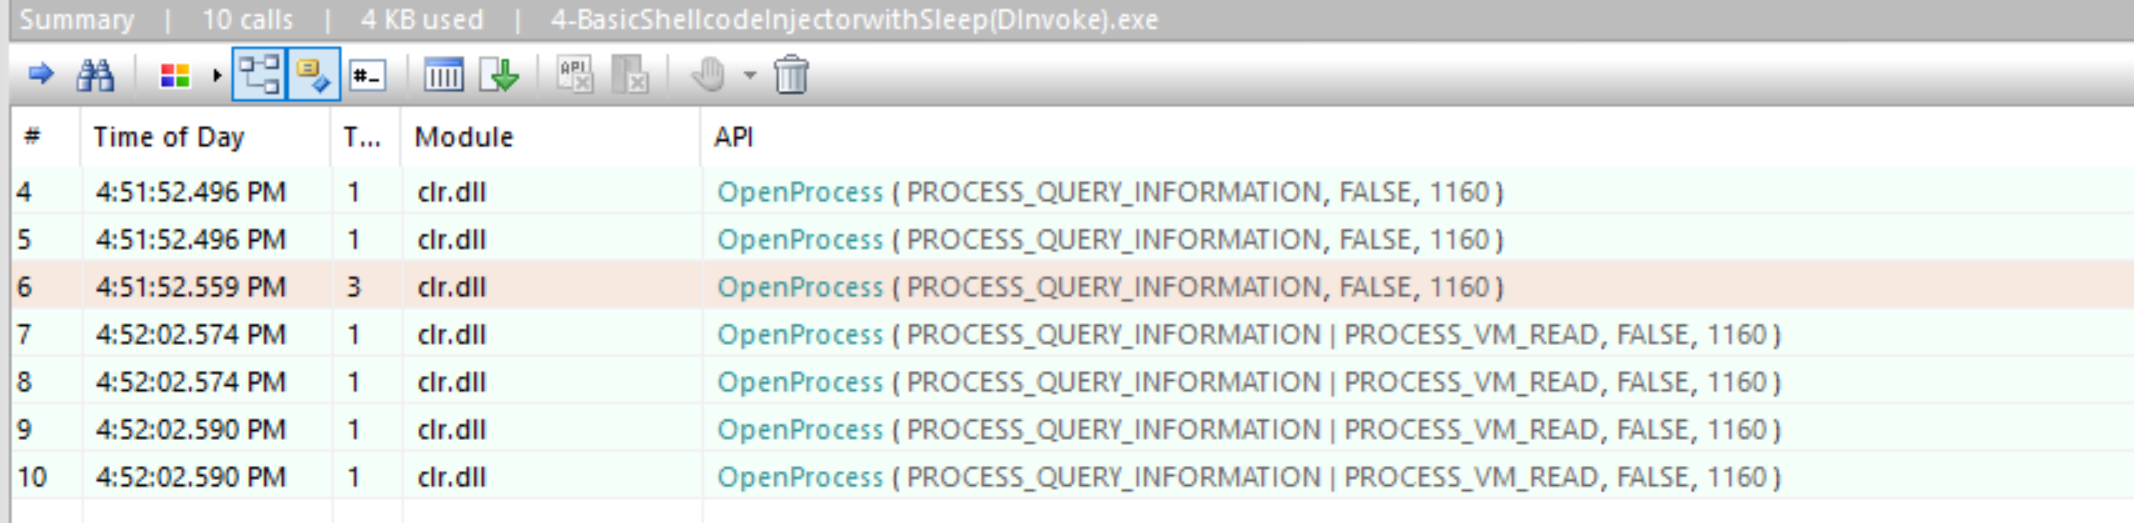 Summary | 10 calls | 4 KB used | 4-BasicShellcodeInjectorwithSleep(DInvoke).exe
API #_
# Time of Day T... Module API
4 4:51:52.496 PM 1 clr.dll OpenProcess ( PROCESS_QUERY_INFORMATION, FALSE, 1160 )
5 4:51:52.496 PM 1 clr.dll OpenProcess ( PROCESS_QUERY_INFORMATION, FALSE, 1160 )
6 4:51:52.559 PM 3 clr.dll OpenProcess ( PROCESS_QUERY_INFORMATION, FALSE, 1160 )
7 4:52:02.574 PM 1 clr.dll OpenProcess ( PROCESS_QUERY_INFORMATION | PROCESS_VM_READ, FALSE, 1160 )
8 4:52:02.574 PM 1 clr.dll OpenProcess ( PROCESS_QUERY_INFORMATION | PROCESS_VM_READ, FALSE, 1160 )
9 4:52:02.590 PM 1 clr.dll OpenProcess ( PROCESS_QUERY_INFORMATION | PROCESS_VM_READ, FALSE, 1160 )
10 4:52:02.590 PM 1 clr.dll OpenProcess ( PROCESS_QUERY_INFORMATION | PROCESS_VM_READ, FALSE, 1160 )